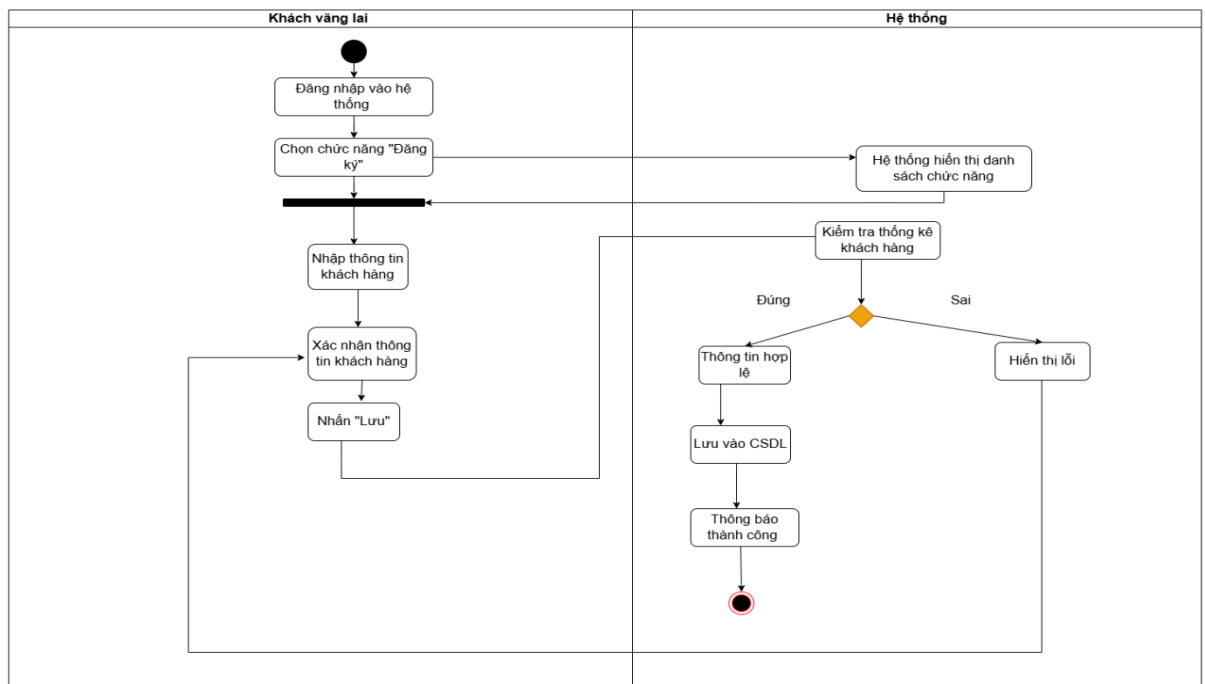 Khách vãng lai
Hệ thống
Đăng nhập vào hệ
thống
Chọn chức năng "Đăng
ký"
Hệ thống hiển thị danh
sách chức năng
Kiểm tra thống kê
khách hàng
Nhập thông tin
khách hàng
Đúng
Sai
Xác nhận thông
tin khách hàng
Thông tin hợp
lệ
Hiển thị lỗi
Nhấn "Lưu"
Lưu vào CSDL
Thông báo
thành công